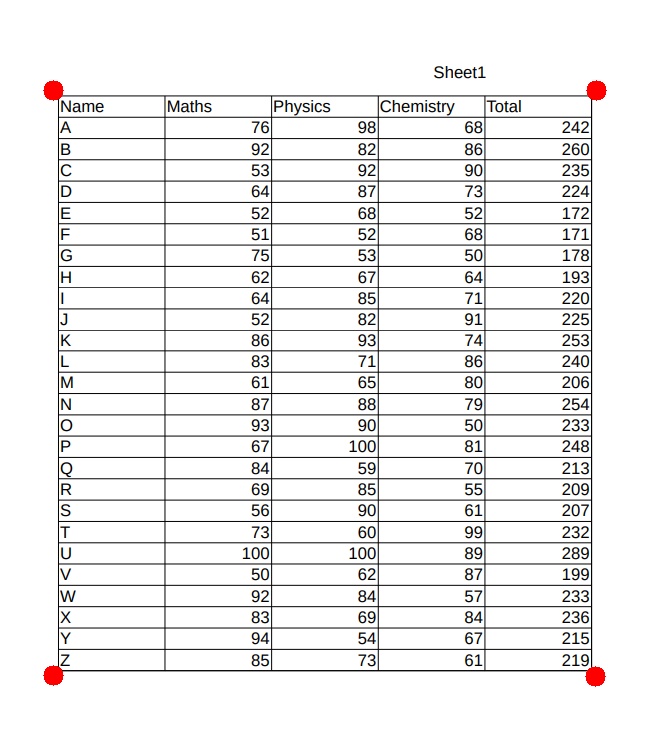 Sheet1
Name Maths Physics Chemistry Total
A 76 98 68 242
B 92 82 86 260
C 53 92 90 235
D 64 87 73 224
E 52 68 52 172
F 51 52 68 171
G 75 53 50 178
H 62 67 64 193
I 64 85 71 220
J 52 82 91 225
K 86 93 74 253
L 83 71 86 240
M 61 65 80 206
N 87 88 79 254
O 93 90 50 233
P 67 100 81 248
Q 84 59 70 213
R 69 85 55 209
S 56 90 61 207
T 73 60 99 232
U 100 100 89 289
V 50 62 87 199
W 92 84 57 233
X 83 69 84 236
Y 94 54 67 215
Z 85 73 61 219